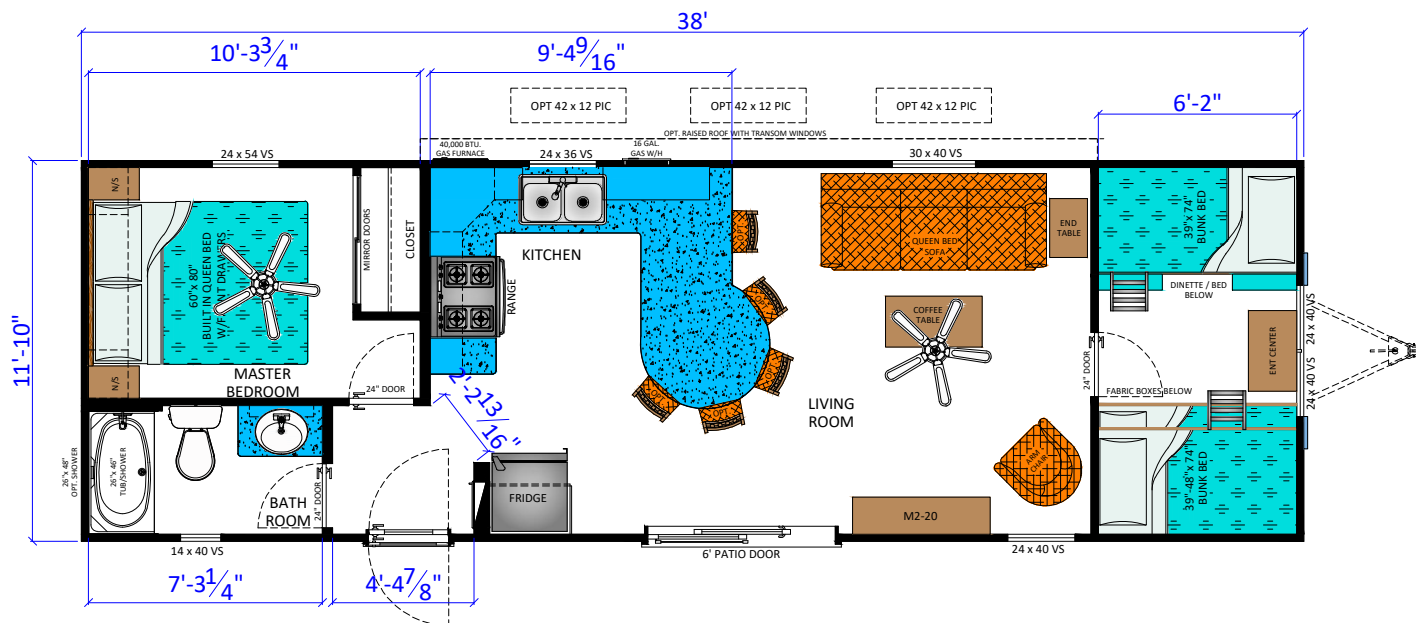 38'
10'-3 3/4"
9'-4 9/16"
6'-2"
OPT 42 x 12 PIC
OPT 42 x 12 PIC
OPT 42 x 12 PIC
OPT. RAISED ROOF WITH TRANSOM WINDOWS
24 x 54 VS
40,000 BTU.
GAS FURNACE
24 x 36 VS
16 GAL.
GAS W/H
30 x 40 VS
11'-10"
N/S
60"x 80"
BUILT IN QUEEN BED
W/FRONT DRAWERS
MIRROR DOORS
CLOSET
N/S
MASTER
BEDROOM
24" DOOR
KITCHEN
RANGE
OPT
OPT
OPT
OPT
OPT
QUEEN BED
SOFA
END
TABLE
COFFEE
TABLE
LIVING
ROOM
39"x 74"
BUNK BED
DINETTE / BED
BELOW
24 x 40 VS
24 x 40 VS
ENT CENTER
24" DOOR
FABRIC BOXES BELOW
39"-48"x 74"
BUNK BED
ARM
CHAIR
2'-2 13/16"
26"x 48"
OPT. SHOWER
26"x 46"
TUB/SHOWER
BATH
ROOM
24" DOOR
FRIDGE
M2-20
14 x 40 VS
6' PATIO DOOR
24 x 40 VS
7'-3 1/4"
4'-4 7/8"